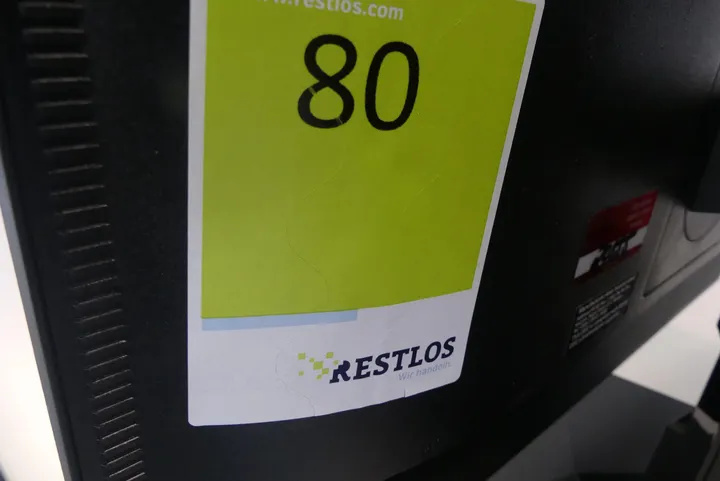 .restlos.com
80
RESTLOS
Wir handeln.